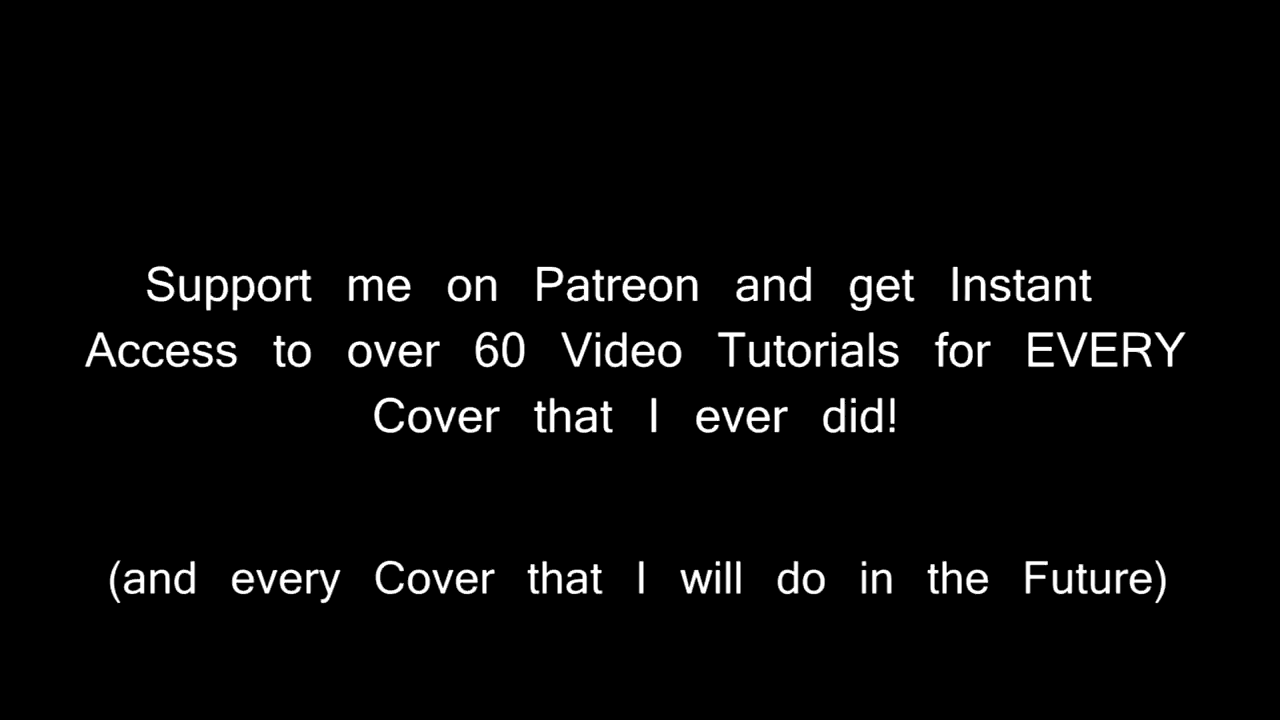 Support me on Patreon and get Instant
Access to over 60 Video Tutorials for EVERY
Cover that I ever did!
(and every Cover that I will do in the Future)